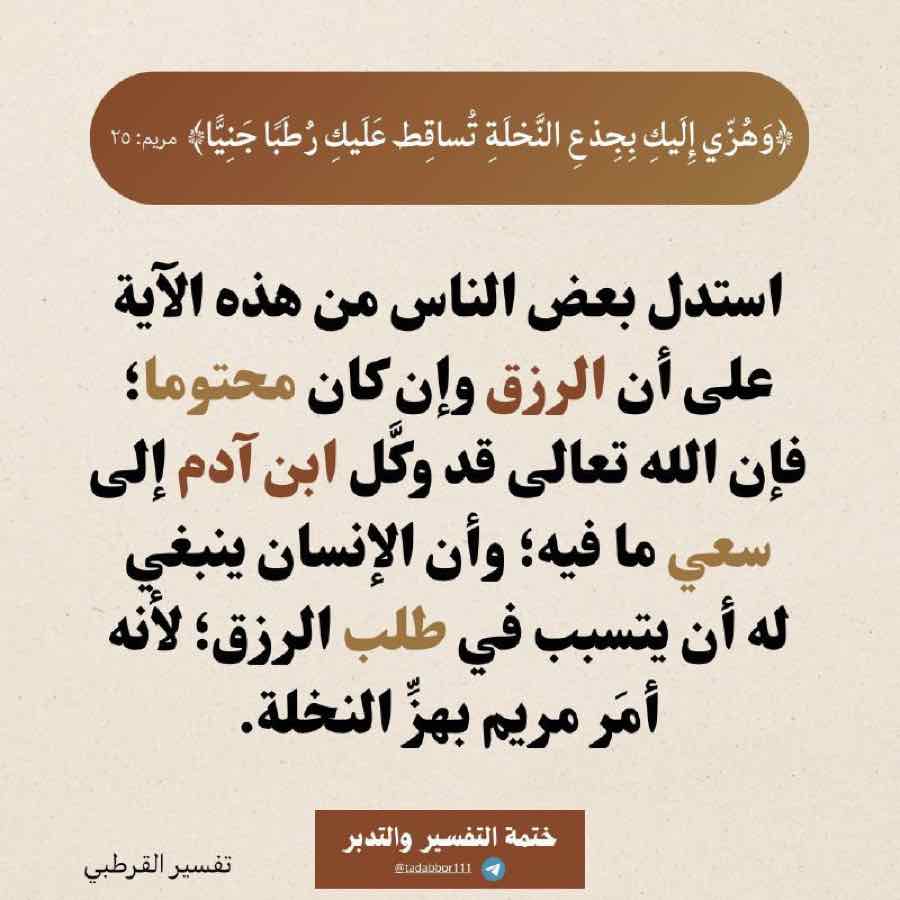 ﴿وَهُزّي إِلَيكِ بِجِذعِ النَّخلَةِ تُساقِط عَلَيكِ رُطَبًا جَنِيًّا﴾ مريم: ٢٥
استدل بعض الناس من هذه الآية
على أن الرزق وإن كان محتوما؛
فإن الله تعالى قد وكَّل ابن آدم إلى
سعي ما فيه؛ وأن الإنسان ينبغي
له أن يتسبب في طلب الرزق؛ لأنه
أمَر مريم بهزِّ النخلة.
ختمة التفسير والتدبر
@tadabbor111
تفسير القرطبي